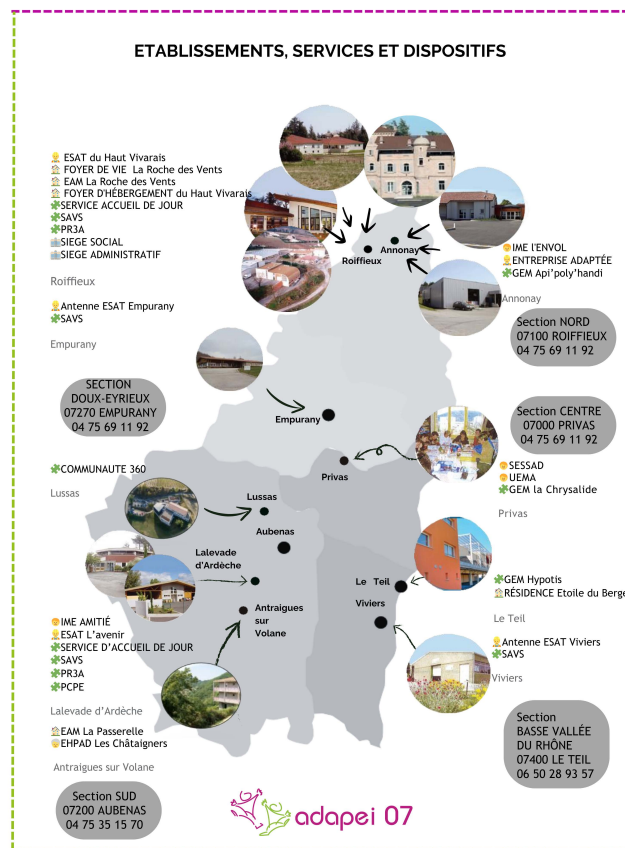 ETABLISSEMENTS, SERVICES ET DISPOSITIFS
ESAT du Haut Vivarais
FOYER DE VIE La Roche des Vents
EAM La Roche des Vents
FOYER D'HÉBERGEMENT du Haut Vivarais
SERVICE ACCUEIL DE JOUR
SAVS
PR3A
SIEGE SOCIAL
SIEGE ADMINISTRATIF
Roiffieux
Antenne ESAT Empurany
SAVS
Empurany
SECTION
DOUX-EYRIEUX
07270 EMPURANY
04 75 69 11 92
COMMUNAUTE 360
Lussas
IME AMITIÉ
ESAT L'avenir
SERVICE D'ACCUEIL DE JOUR
SAVS
PR3A
PCPE
Lalevade d'Ardèche
EAM La Passerelle
EHPAD Les Châtaigners
Antraigues sur Volane
Section SUD
07200 AUBENAS
04 75 35 15 70
Roiffieux
Annonay
Empurany
Privas
Lussas
Aubenas
Lalevade
d'Ardèche
Antraigues
sur
Volane
Le Teil
Viviers
IME l'ENVOL
ENTREPRISE ADAPTÉE
GEM Api'poly'handi
Annonay
Section NORD
07100 ROIFFIEUX
04 75 69 11 92
Section CENTRE
07000 PRIVAS
04 75 69 11 92
SESSAD
UEMA
GEM la Chrysalide
Privas
GEM Hypotis
RÉSIDENCE Etoile du Berge
Le Teil
Antenne ESAT Viviers
SAVS
Viviers
Section
BASSE VALLÉE
DU RHÔNE
07400 LE TEIL
06 50 28 93 57
adapei 07